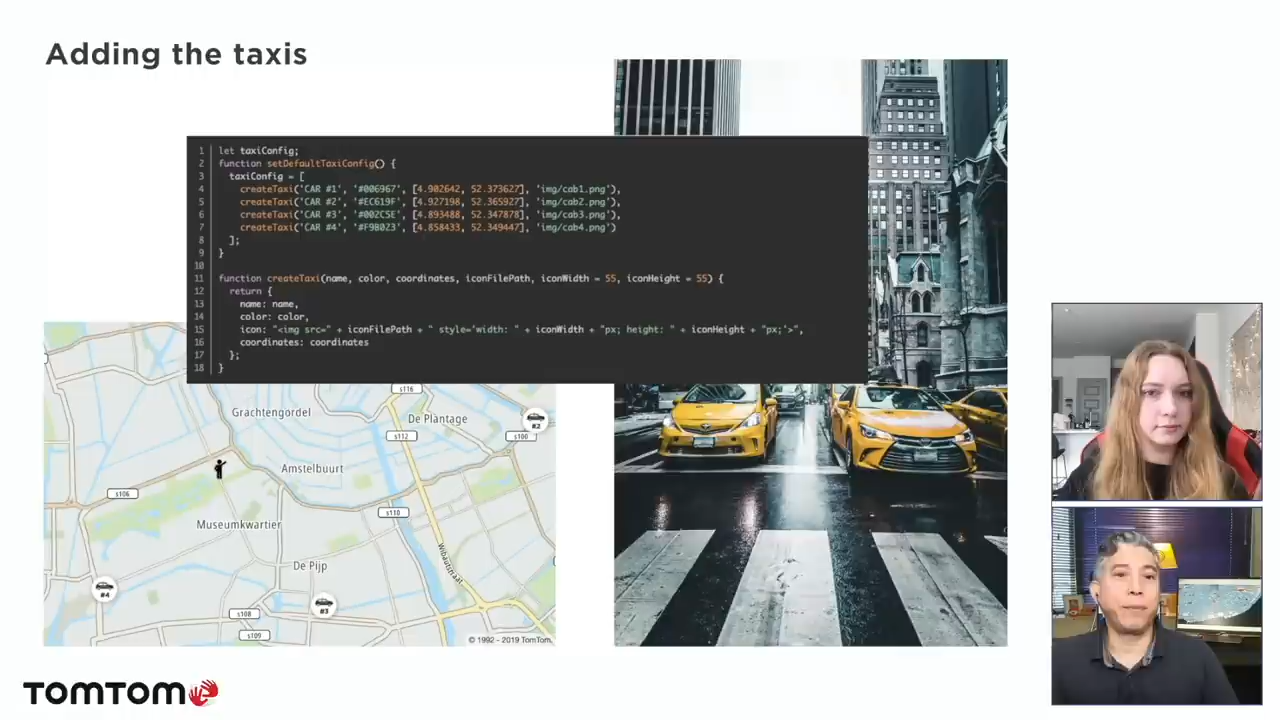 Adding the taxis
1 let taxiConfig;
2 function setDefaultTaxiConfig() {
3 taxiConfig = [
4 createTaxi('CAR #1', '#006967', [4.902642, 52.373627], 'img/cab1.png'),
5 createTaxi('CAR #2', '#EC619F', [4.927198, 52.365927], 'img/cab2.png'),
6 createTaxi('CAR #3', '#002C5E', [4.893488, 52.347878], 'img/cab3.png'),
7 createTaxi('CAR #4', '#F9B023', [4.858433, 52.349447], 'img/cab4.png')
8 ];
9 }
10
11 function createTaxi(name, color, coordinates, iconFilePath, iconWidth = 55, iconHeight = 55) {
12 return {
13 name: name,
14 color: color,
15 icon: "<img src=" + iconFilePath + " style='width: " + iconWidth + "px; height: " + iconHeight + "px;'>",
16 coordinates: coordinates
17 };
18 }
s116
Grachtengordel
De Plantage
#2
s112
s100
Amstelbuurt
s106
s110
Museumkwartier
Wibautstraat
De Pijp
#4
#3
s108
s109
© 1992 - 2019 TomTom.
TOMTOM